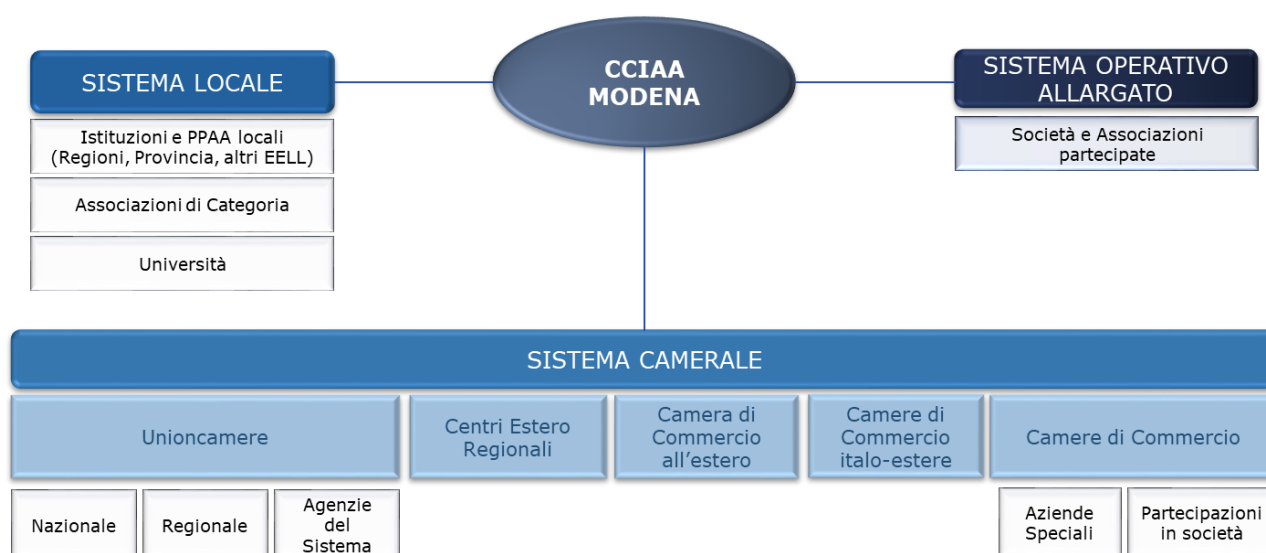 SISTEMA LOCALE
CCIAA
MODENA
SISTEMA OPERATIVO
ALLARGATO
Istituzioni e PPAA locali
(Regioni, Provincia, altri EELL)
Associazioni di Categoria
Università
Società e Associazioni
partecipate
SISTEMA CAMERALE
Unioncamere
Centri Estero
Regionali
Camera di
Commercio
all'estero
Camere di
Commercio
italo-estere
Camere di Commercio
Nazionale
Regionale
Agenzie
del
Sistema
Aziende
Speciali
Partecipazioni
in società